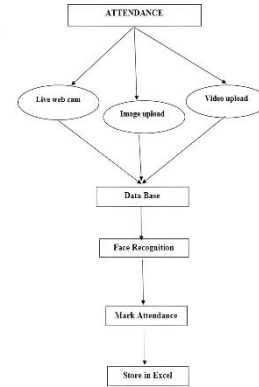 ATTENDANCE
Live web cam
Image upload
Video upload
Data Base
Face Recognition
Mark Attendance
Store in Excel